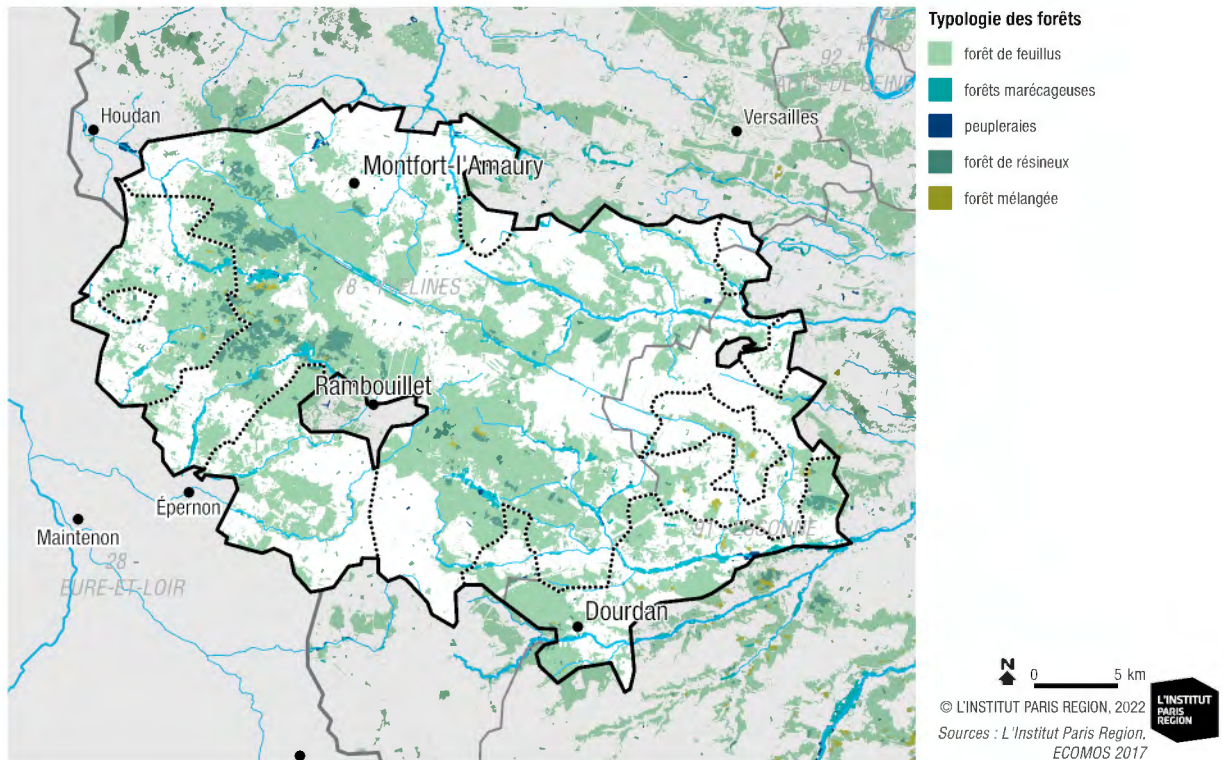 Typologie des forêts
forêt de feuillus
forêts marécageuses
peupleraies
forêt de résineux
forêt mélangée
92 -
Houdan
Versailles
Montfort-l'Amaury
Rambouillet
Épernon
Maintenon
28 -
EURE-ET-LOIR
Dourdan
N
0 5 km
© L'INSTITUT PARIS REGION, 2022
Sources : L'Institut Paris Region,
ECOMOS 2017
L'INSTITUT
PARIS
REGION